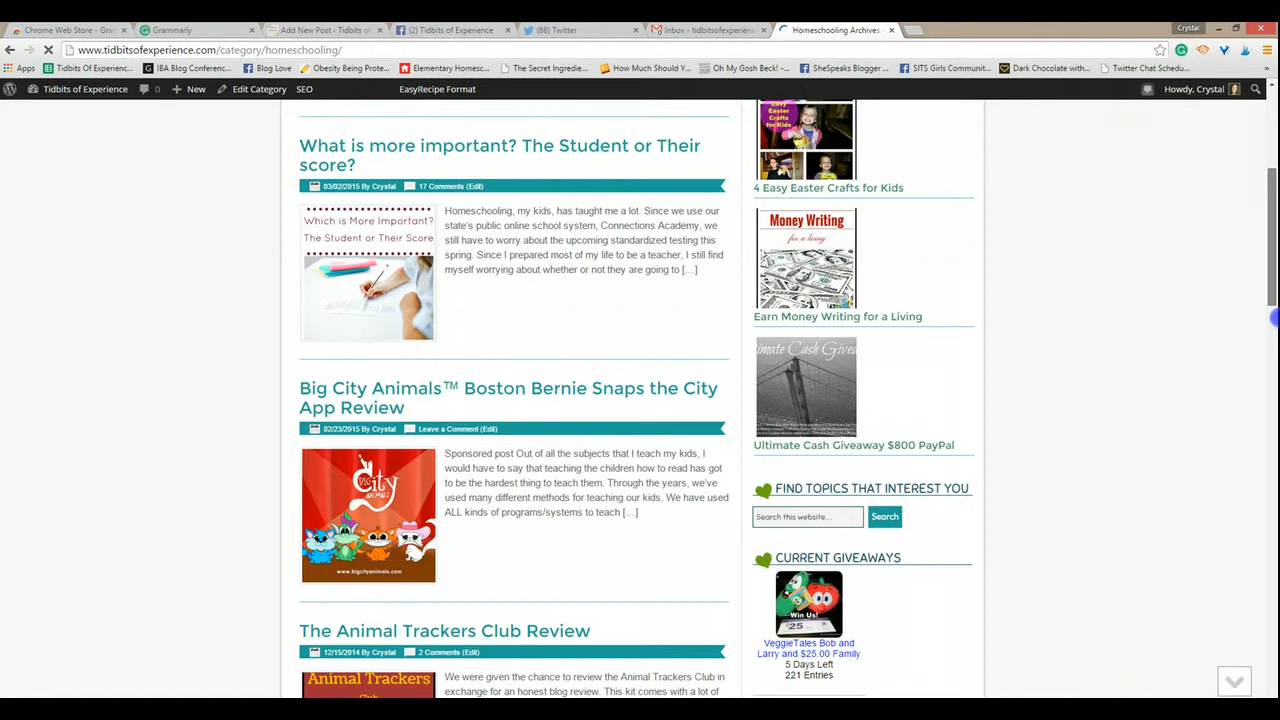 Chrome Web Store - Gra
Grammarly
Add New Post ‹ Tidbits of
(2) Tidbits of Experience
(88) Twitter
Inbox - tidbitsofexperienc
Homeschooling Archives
Crystal
www.tidbitsofexperience.com/category/homeschooling/
Apps
Tidbits Of Experienc...
IBA Blog Conferenc...
Blog Love
Obesity Being Prote...
Elementary Homesc...
The Secret Ingredie...
How Much Should Y...
Oh My Gosh Beck! -...
SheSpeaks Blogger ...
SITS Girls Communit...
Dark Chocolate with...
Twitter Chat Schedu...
»
Tidbits of Experience
0
+ New
Edit Category
SEO
EasyRecipe Format
Howdy, Crystal
What is more important? The Student or Their
score?
03/02/2015 By Crystal
17 Comments (Edit)
Which is More Important?
The Student or Their Score
Homeschooling, my kids, has taught me a lot. Since we use our
state's public online school system, Connections Academy, we
still have to worry about the upcoming standardized testing this
spring. Since I prepared most of my life to be a teacher, I still find
myself worrying about whether or not they are going to […]
Big City Animals™ Boston Bernie Snaps the City
App Review
02/23/2015 By Crystal
Leave a Comment (Edit)
BIG
City
ANIMALS
www.bigcityanimals.com
Sponsored post Out of all the subjects that I teach my kids, I
would have to say that teaching the children how to read has got
to be the hardest thing to teach them. Through the years, we've
used many different methods for teaching our kids. We have used
ALL kinds of programs/systems to teach […]
The Animal Trackers Club Review
12/15/2014 By Crystal
2 Comments (Edit)
Animal Trackers
Club
We were given the chance to review the Animal Trackers Club in
exchange for an honest blog review. This kit comes with a lot of
Easter
Crafts
for Kids
4 Easy Easter Crafts for Kids
Money Writing
for a living
Earn Money Writing for a Living
Ultimate Cash Giveaway $800 PayPal
FIND TOPICS THAT INTEREST YOU
Search this website…
Search
CURRENT GIVEAWAYS
Win Us!
$25
VeggieTales Bob and
Larry and $25.00 Family
5 Days Left
221 Entries